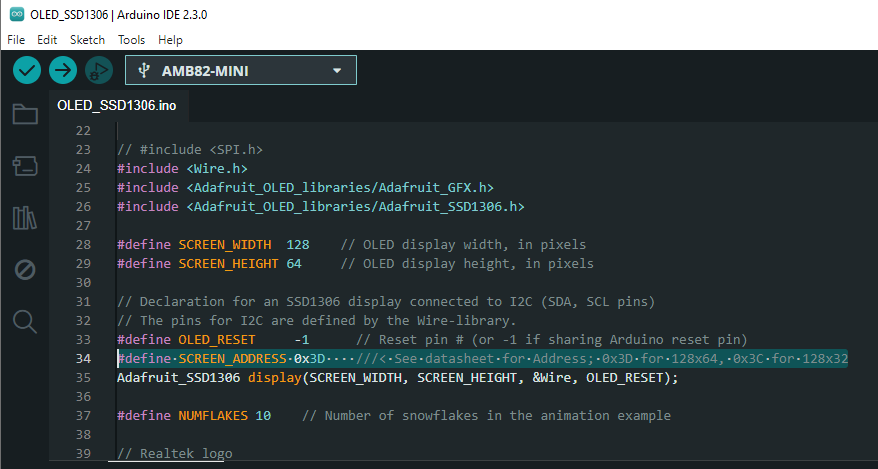 OLED_SSD1306 | Arduino IDE 2.3.0
File Edit Sketch Tools Help
AMB82-MINI
OLED_SSD1306.ino
22
23 // #include <SPI.h>
24 #include <Wire.h>
25 #include <Adafruit_OLED_libraries/Adafruit_GFX.h>
26 #include <Adafruit_OLED_libraries/Adafruit_SSD1306.h>
27
28 #define SCREEN_WIDTH  128    // OLED display width, in pixels
29 #define SCREEN_HEIGHT 64     // OLED display height, in pixels
30
31 // Declaration for an SSD1306 display connected to I2C (SDA, SCL pins)
32 // The pins for I2C are defined by the Wire-library.
33 #define OLED_RESET     -1      // Reset pin # (or -1 if sharing Arduino reset pin)
34 #define·SCREEN_ADDRESS·0x3D·····///<·See·datasheet·for·Address;·0x3D·for·128x64,·0x3C·for·128x32
35 Adafruit_SSD1306 display(SCREEN_WIDTH, SCREEN_HEIGHT, &Wire, OLED_RESET);
36
37 #define NUMFLAKES 10    // Number of snowflakes in the animation example
38
39 // Realtek logo